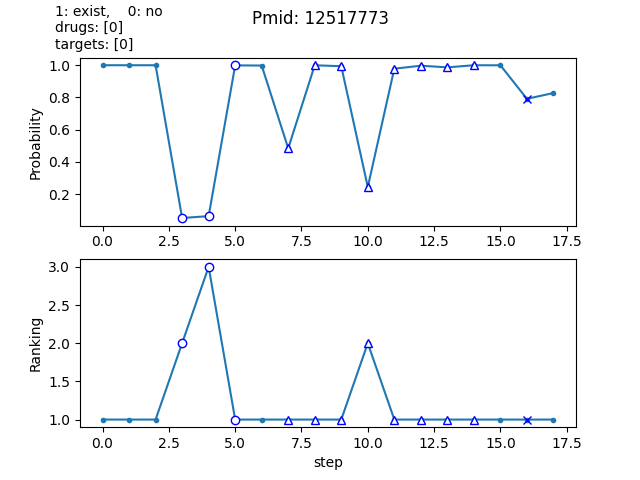 1: exist,    0: no
drugs: [0]
targets: [0]
Pmid: 12517773
Probability
1.0
0.8
0.6
0.4
0.2
0.0 2.5 5.0 7.5 10.0 12.5 15.0 17.5
Ranking
3.0
2.5
2.0
1.5
1.0
0.0 2.5 5.0 7.5 10.0 12.5 15.0 17.5
step